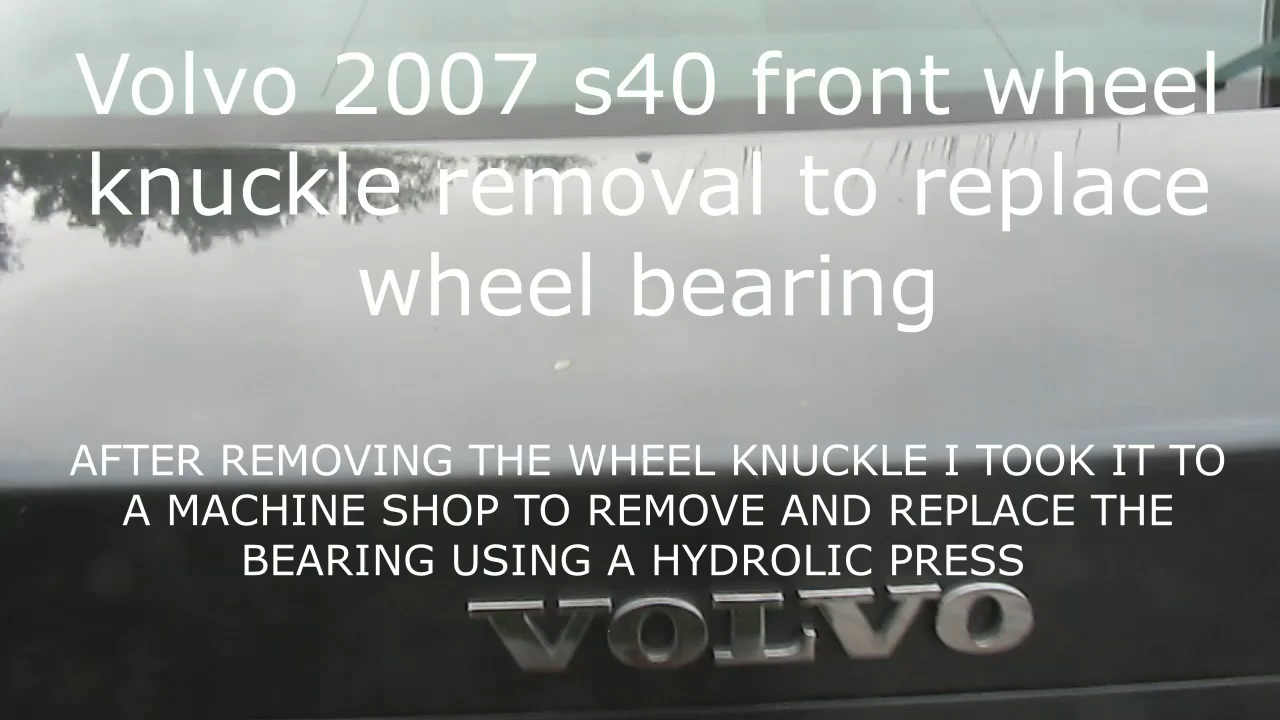 Volvo 2007 s40 front wheel
knuckle removal to replace
wheel bearing
AFTER REMOVING THE WHEEL KNUCKLE I TOOK IT TO
A MACHINE SHOP TO REMOVE AND REPLACE THE
BEARING USING A HYDROLIC PRESS
VOLVO